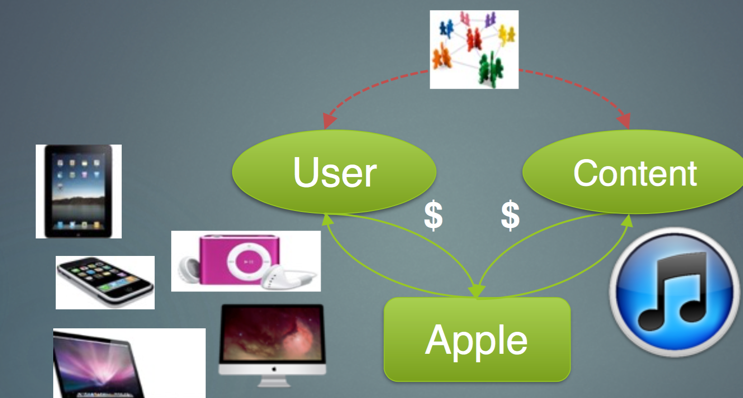 User
Content
$
$
Apple